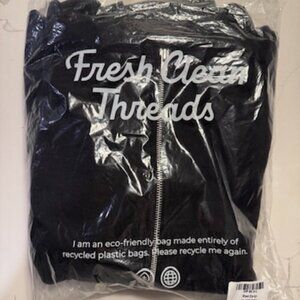 Fresh Clean
Threads
I am an eco-friendly bag made entirely of
recycled plastic bags. Please recycle me again.